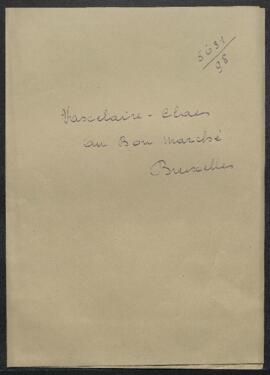 5031
98
Vaxelaire - Claes
au Bon Marché
Bruxelles